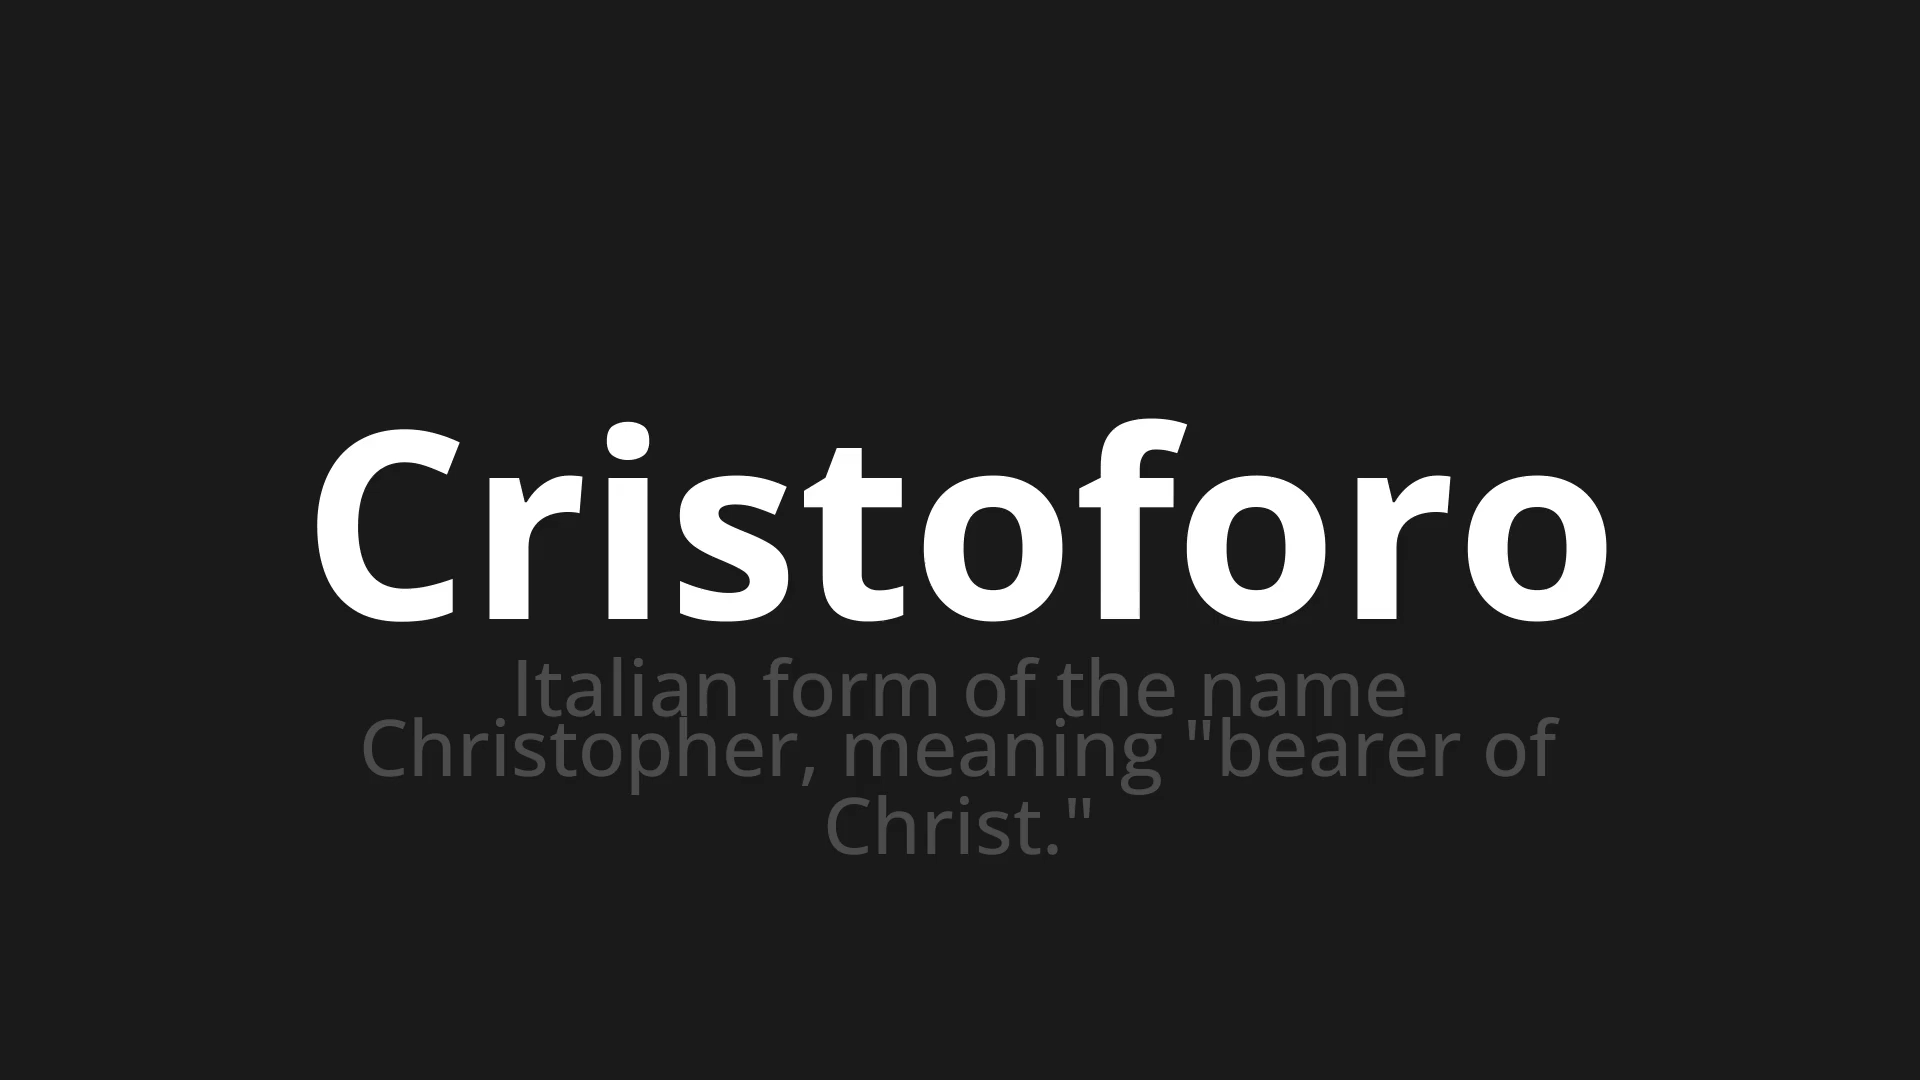 Cristoforo
Italian form of the name
Christopher, meaning "bearer of
Christ."